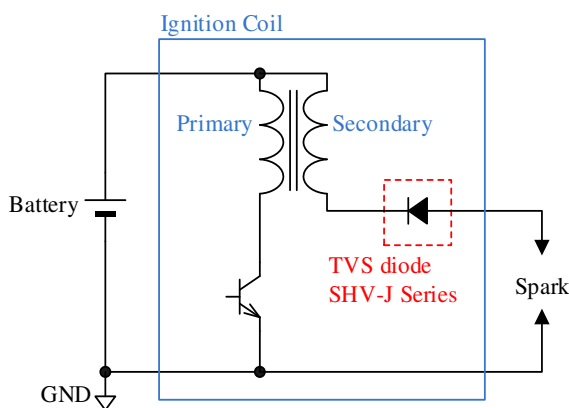 Ignition Coil
Primary
Secondary
Battery
TVS diode
SHV-J Series
Spark
GND